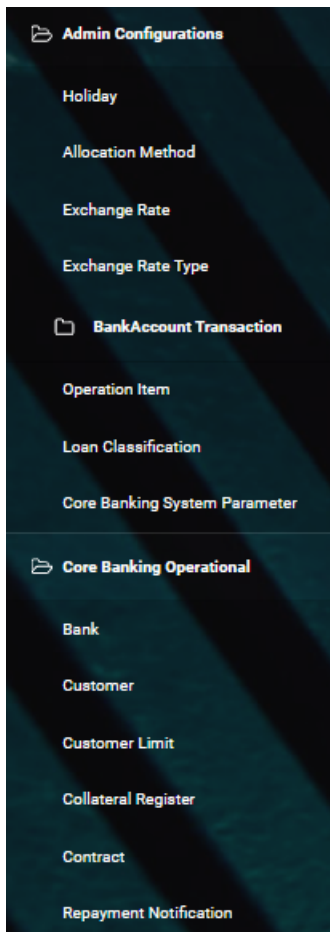 Admin Configurations
Holiday
Allocation Method
Exchange Rate
Exchange Rate Type
BankAccount Transaction
Operation Item
Loan Classification
Core Banking System Parameter
Core Banking Operational
Bank
Customer
Customer Limit
Collateral Register
Contract
Repayment Notification